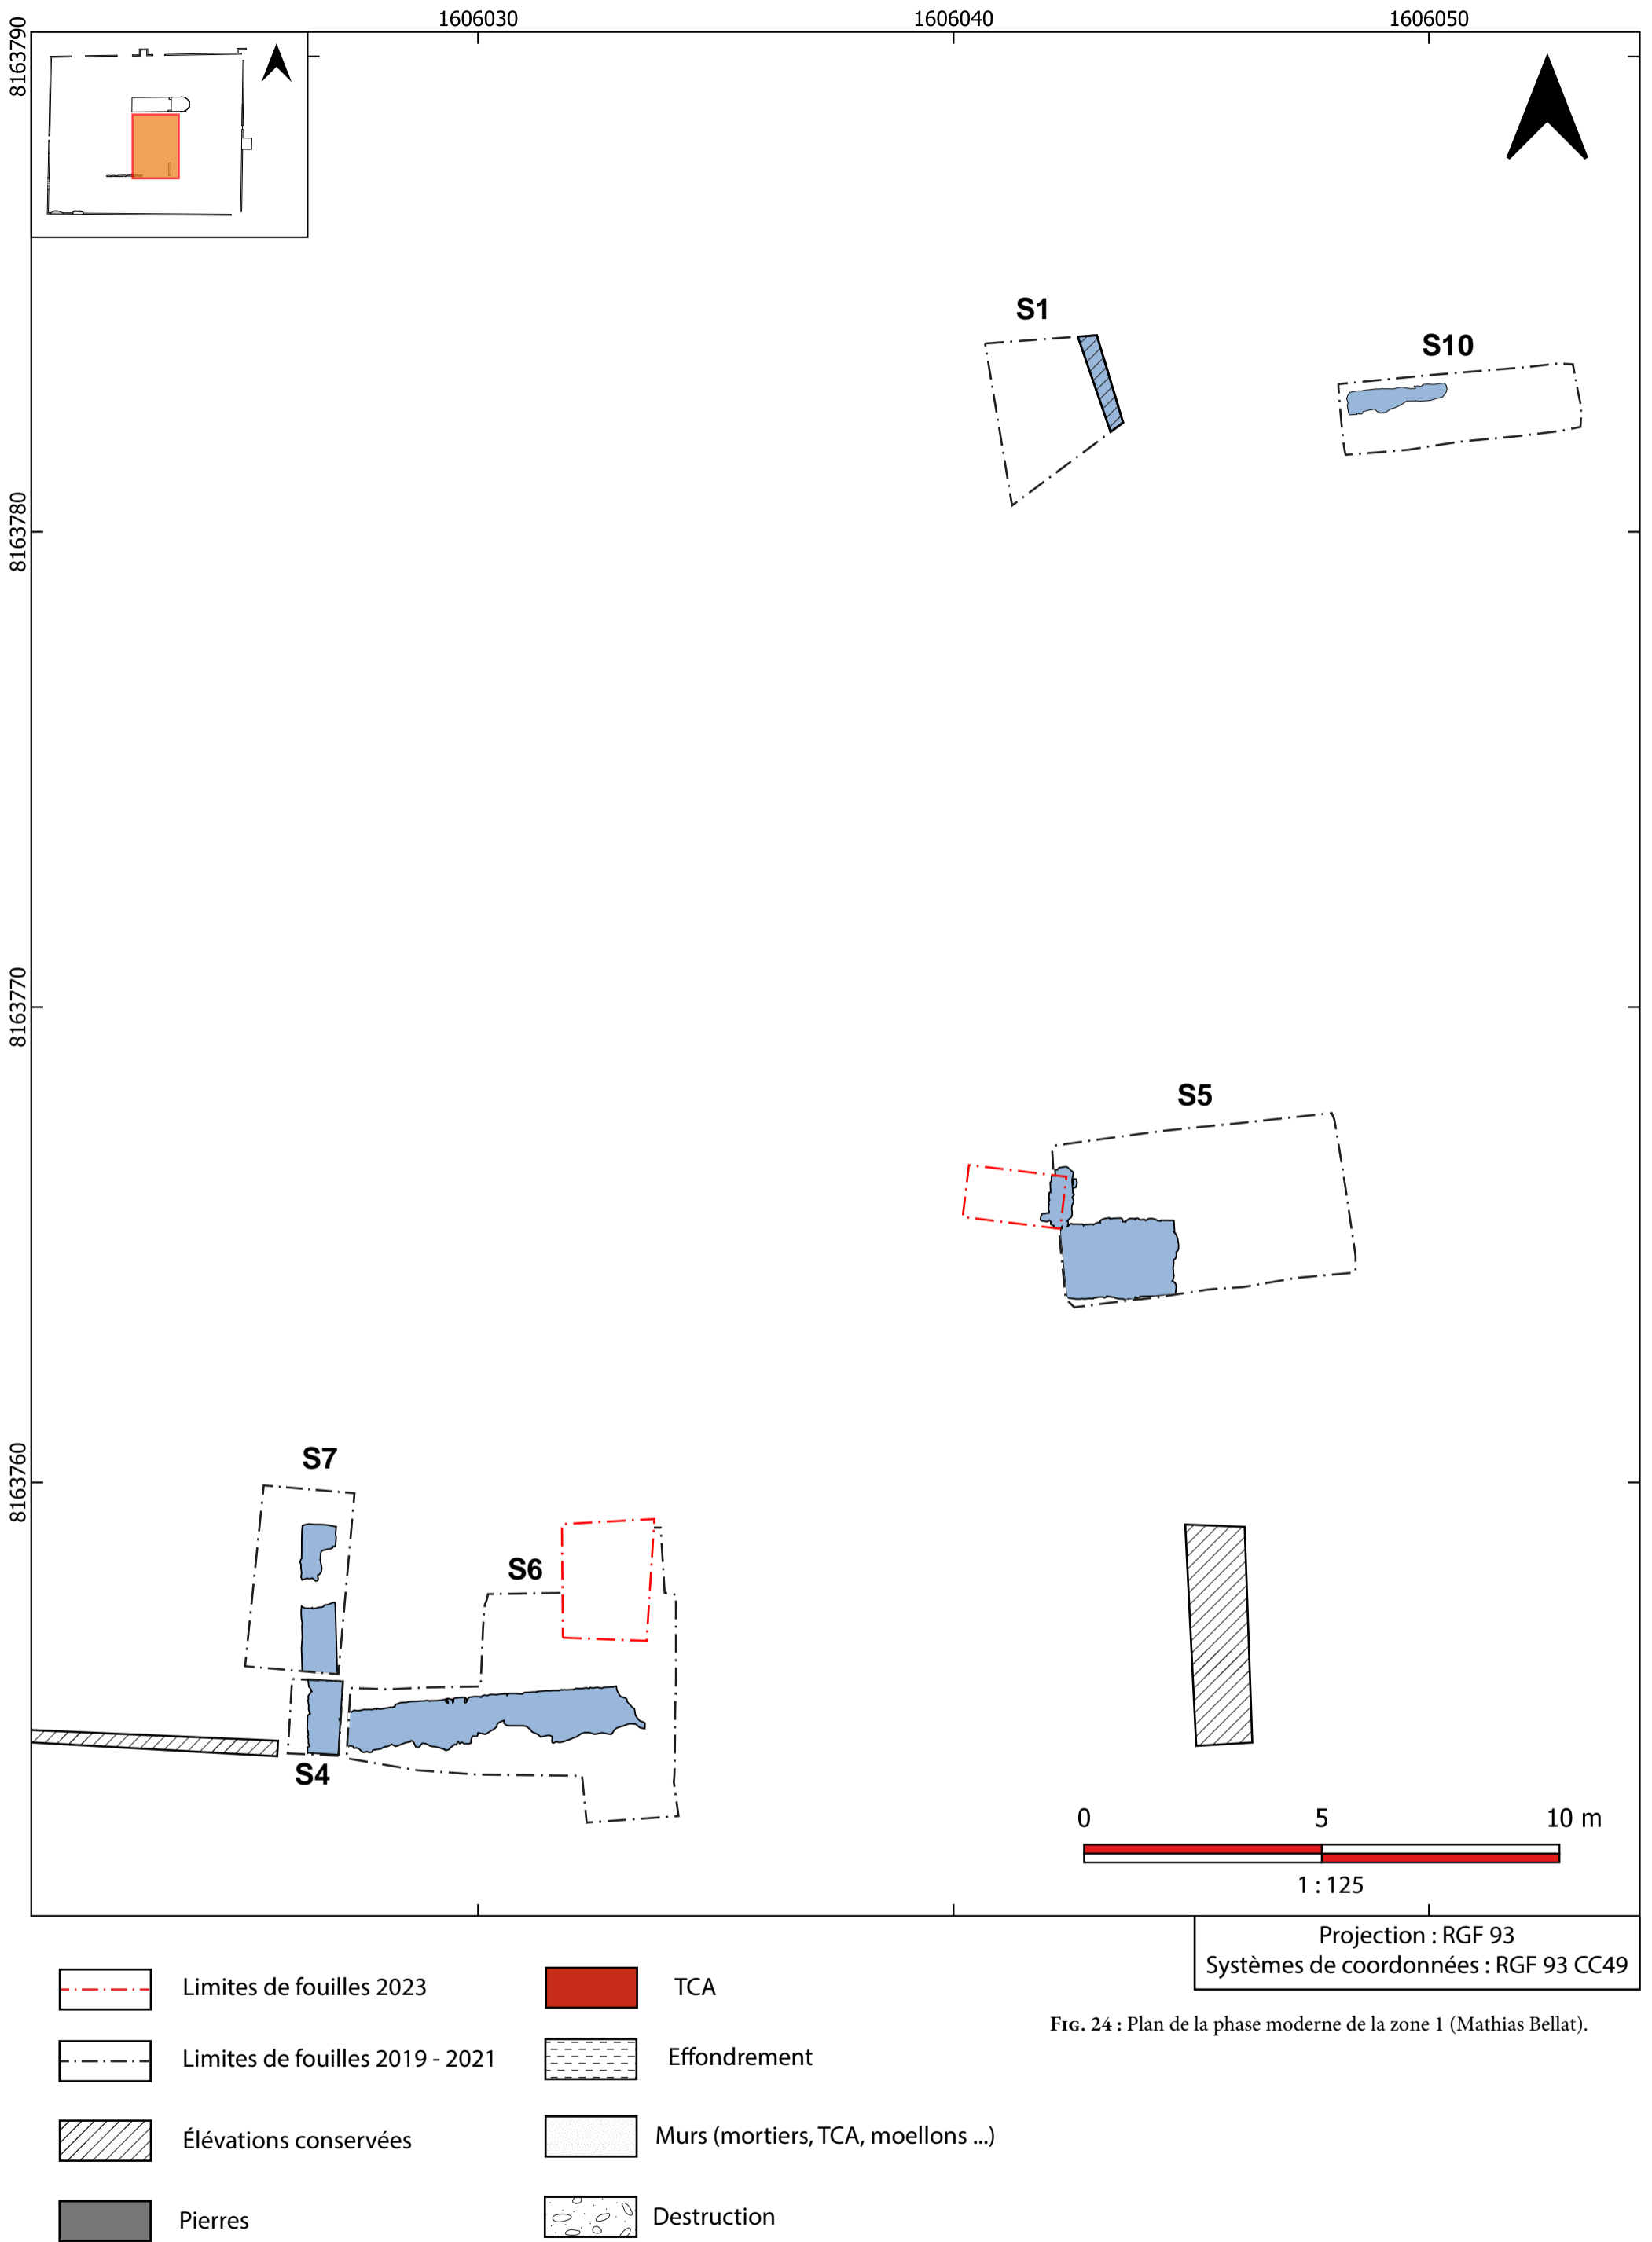 1606030
1606040
1606050
8163790
8163780
8163770
8163760
S1
S10
S5
S7
S6
S4
0 5 10 m
1 : 125
Projection : RGF 93
Systèmes de coordonnées : RGF 93 CC49
Fig. 24 : Plan de la phase moderne de la zone 1 (Mathias Bellat).
Limites de fouilles 2023
Limites de fouilles 2019 - 2021
Élévations conservées
Pierres
TCA
Effondrement
Murs (mortiers, TCA, moellons ...)
Destruction